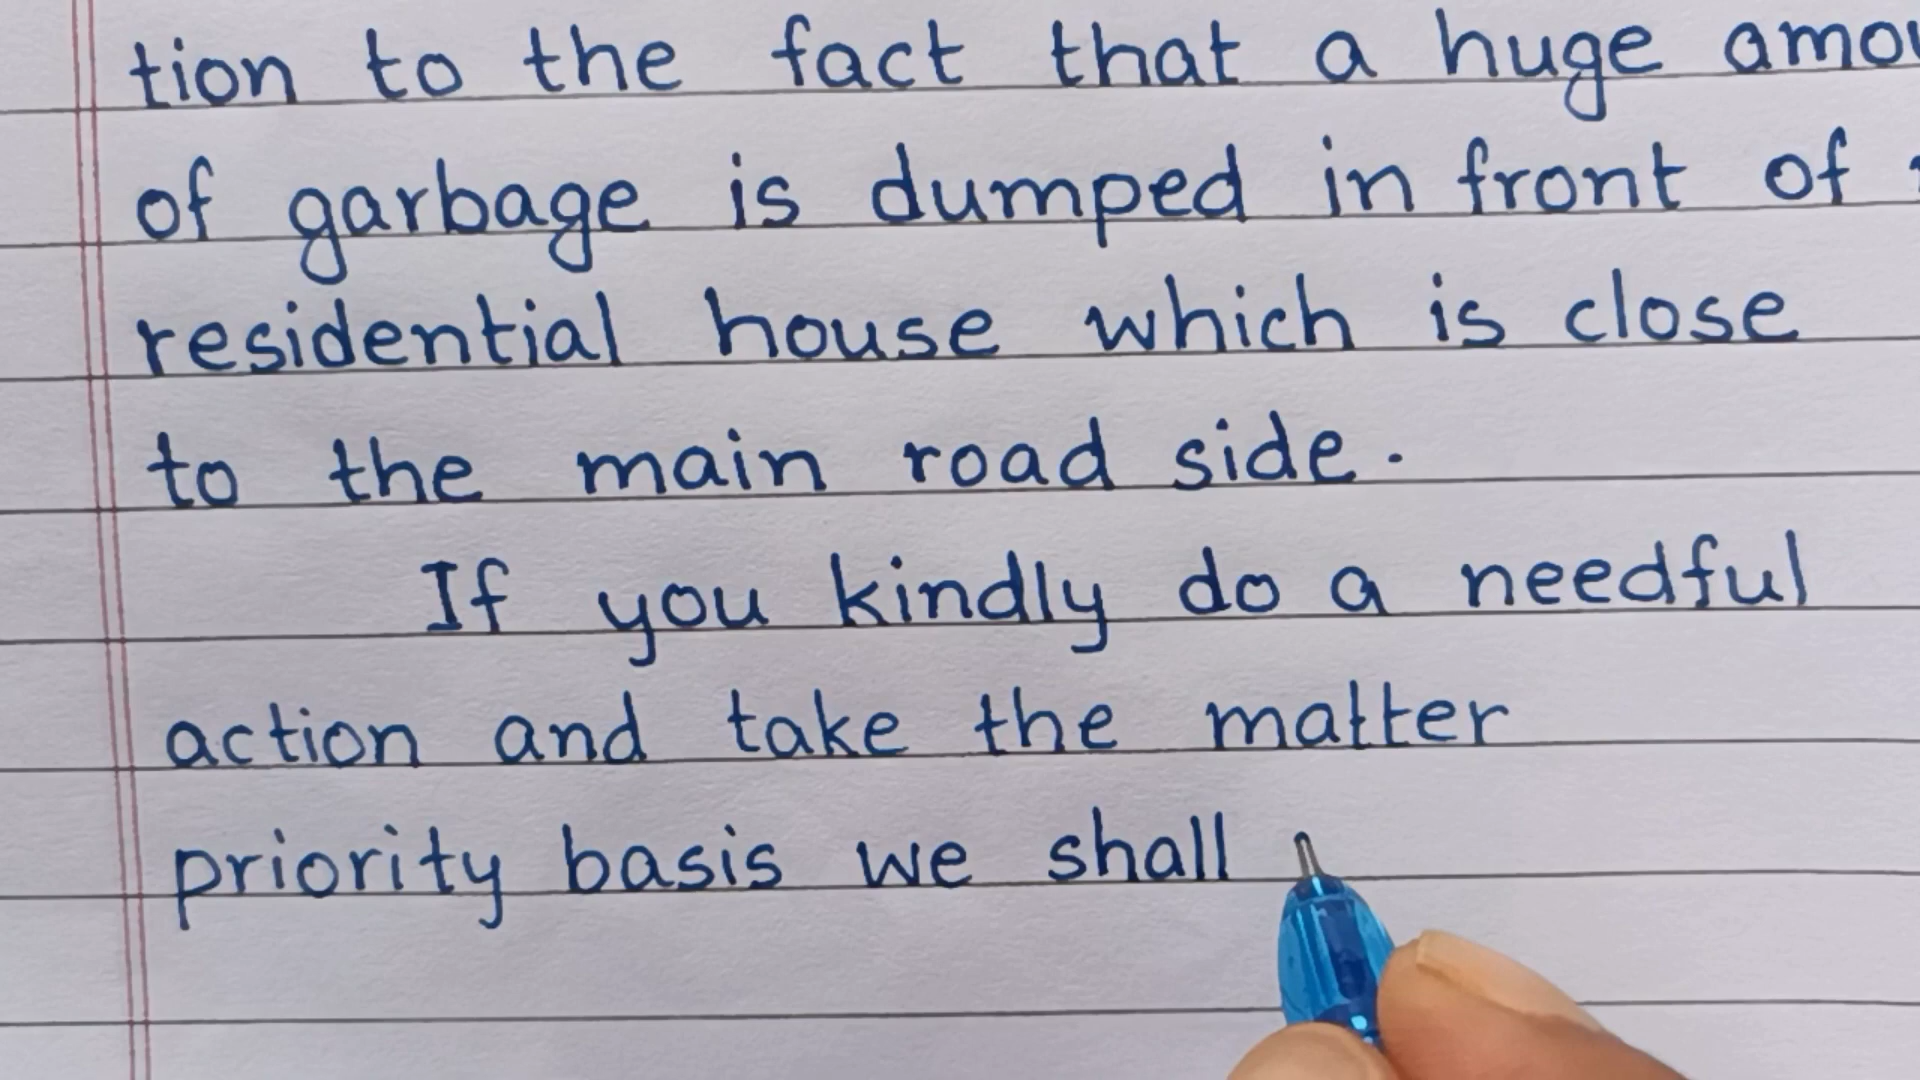 tion to the fact that a huge amou
of garbage is dumped in front of
residential house which is close
to the main road side.
If you kindly do a needful
action and take the matter
priority basis we shall